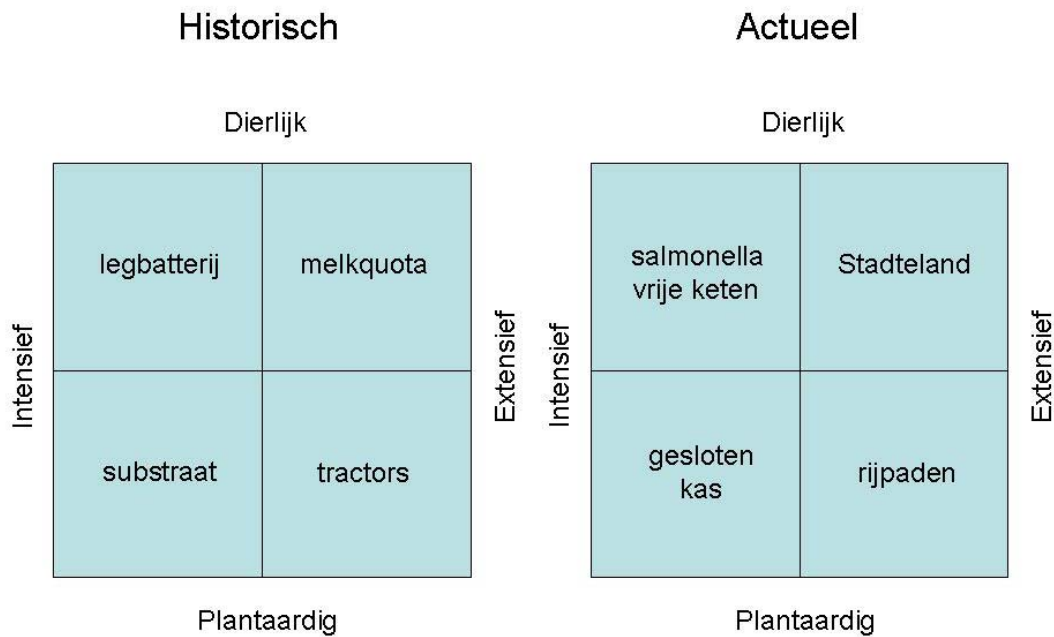 Historisch
Dierlijk
legbatterij
melkquota
Intensief
Extensief
substraat
tractors
Plantaardig
Actueel
Dierlijk
salmonella
vrije keten
Stadteland
Intensief
Extensief
gesloten
kas
rijpaden
Plantaardig